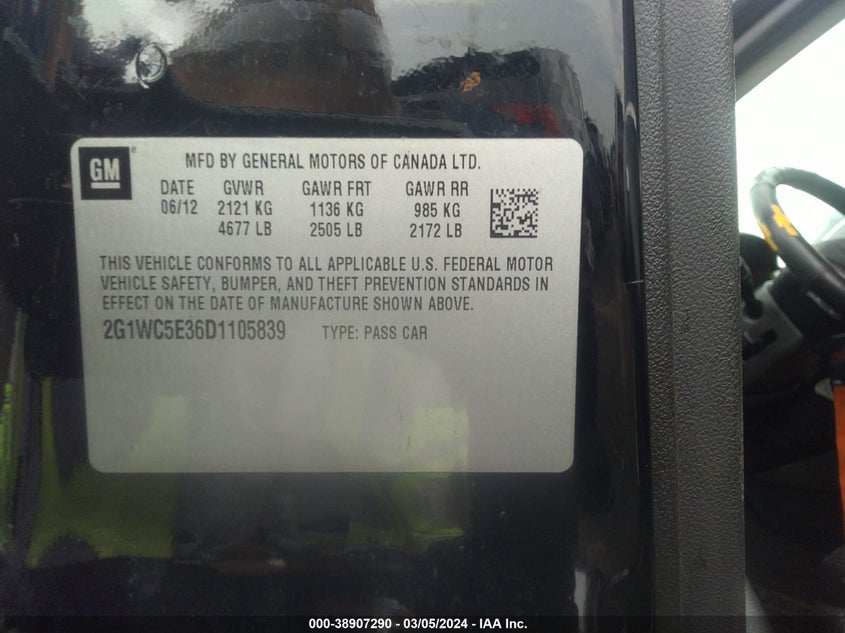 GM
MFD BY GENERAL MOTORS OF CANADA LTD.
DATE GVWR GAWR FRT GAWR RR
06/12 2121 KG 1136 KG 985 KG
4677 LB 2505 LB 2172 LB
THIS VEHICLE CONFORMS TO ALL APPLICABLE U.S. FEDERAL MOTOR
VEHICLE SAFETY, BUMPER, AND THEFT PREVENTION STANDARDS IN
EFFECT ON THE DATE OF MANUFACTURE SHOWN ABOVE.
2G1WC5E36D1105839 TYPE: PASS CAR
000-38907290 - 03/05/2024 - IAA Inc.